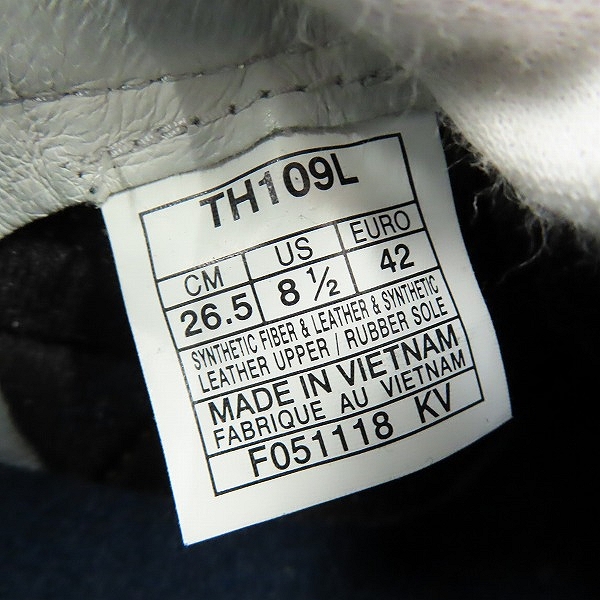 TH109L
CM US EURO
26.5 8 1/2 42
SYNTHETIC FIBER & LEATHER & SYNTHETIC
LEATHER UPPER / RUBBER SOLE
MADE IN VIETNAM
FABRIQUE AU VIETNAM
F051118 KV